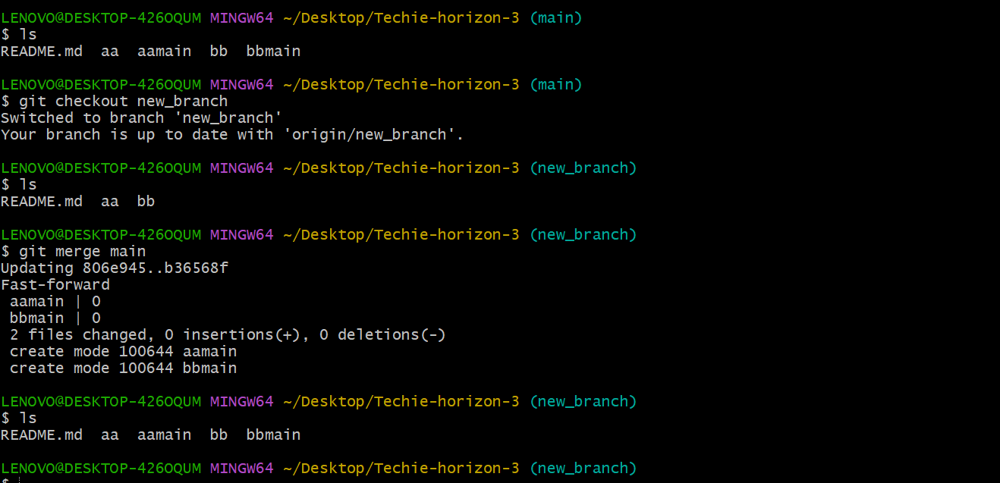 LENOVO@DESKTOP-426OQUM MINGW64 ~/Desktop/Techie-horizon-3 (main)
$ ls
README.md  aa  aamain  bb  bbmain
LENOVO@DESKTOP-426OQUM MINGW64 ~/Desktop/Techie-horizon-3 (main)
$ git checkout new_branch
Switched to branch 'new_branch'
Your branch is up to date with 'origin/new_branch'.
LENOVO@DESKTOP-426OQUM MINGW64 ~/Desktop/Techie-horizon-3 (new_branch)
$ ls
README.md  aa  bb
LENOVO@DESKTOP-426OQUM MINGW64 ~/Desktop/Techie-horizon-3 (new_branch)
$ git merge main
Updating 806e945..b36568f
Fast-forward
 aamain | 0
 bbmain | 0
 2 files changed, 0 insertions(+), 0 deletions(-)
 create mode 100644 aamain
 create mode 100644 bbmain
LENOVO@DESKTOP-426OQUM MINGW64 ~/Desktop/Techie-horizon-3 (new_branch)
$ ls
README.md  aa  aamain  bb  bbmain
LENOVO@DESKTOP-426OQUM MINGW64 ~/Desktop/Techie-horizon-3 (new_branch)
$